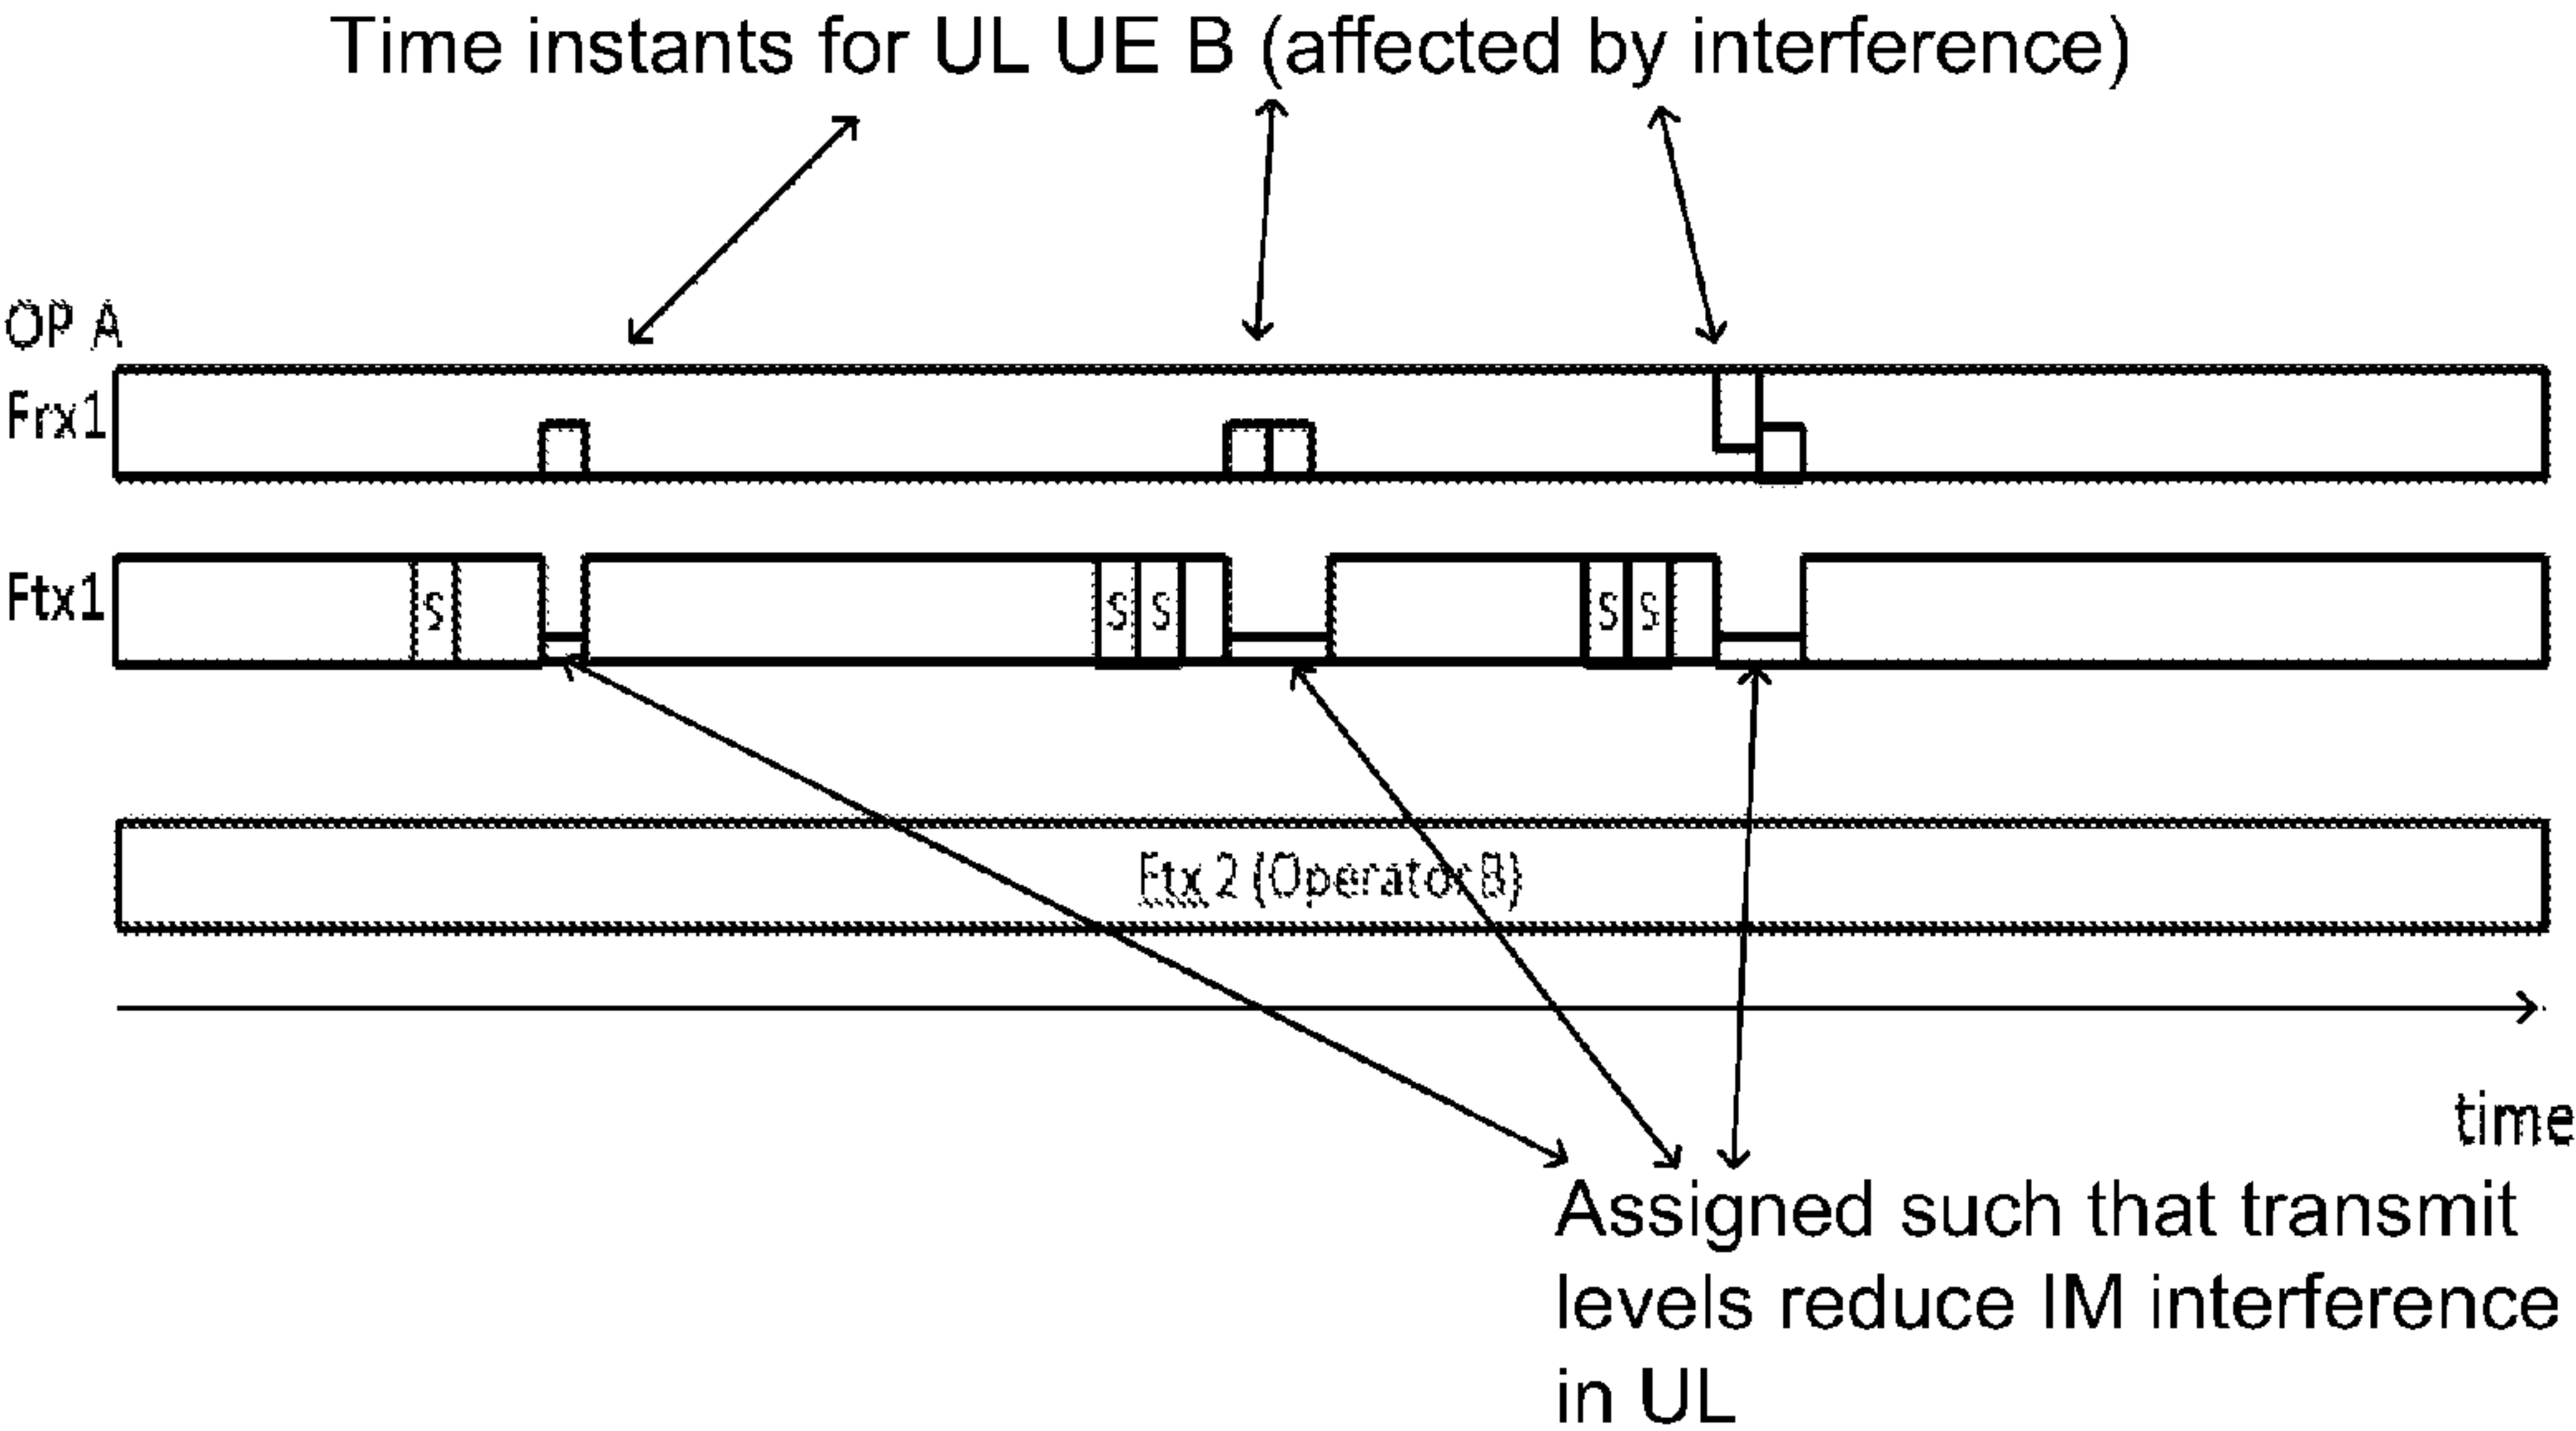 Time instants for UL UE B (affected by interference)
OP A
Frx1
Ftx1
S
S S
S S
Ftx 2 (Operator B)
time
Assigned such that transmit
levels reduce IM interference
in UL